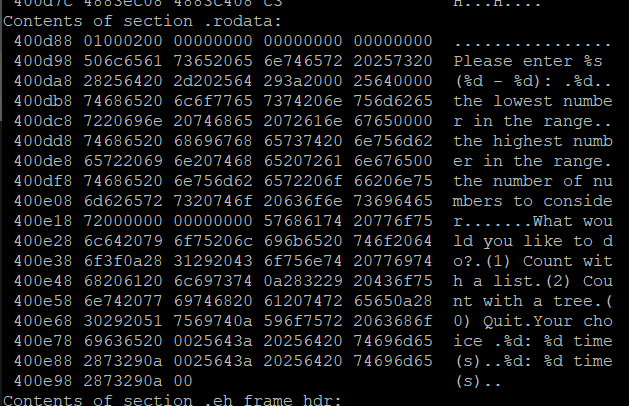 400d7c 4883ec08 4883c408 c3 H...H....
Contents of section .rodata:
400d88 01000200 00000000 00000000 00000000 ................
400d98 506c6561 73652065 6e746572 20257320 Please enter %s
400da8 28256420 2d202564 293a2000 25640000 (%d - %d): .%d..
400db8 74686520 6c6f7765 7374206e 756d6265 the lowest numbe
400dc8 7220696e 20746865 2072616e 67650000 r in the range..
400dd8 74686520 68696768 65737420 6e756d62 the highest numb
400de8 65722069 6e207468 65207261 6e676500 er in the range.
400df8 74686520 6e756d62 6572206f 66206e75 the number of nu
400e08 6d626572 7320746f 20636f6e 73696465 mbers to conside
400e18 72000000 00000000 57686174 20776f75 r.......What wou
400e28 6c642079 6f75206c 696b6520 746f2064 ld you like to d
400e38 6f3f0a28 31292043 6f756e74 20776974 o?.(1) Count wit
400e48 68206120 6c697374 0a283229 20436f75 h a list.(2) Cou
400e58 6e742077 69746820 61207472 65650a28 nt with a tree.(
400e68 30292051 7569740a 596f7572 2063686f 0) Quit.Your cho
400e78 69636520 0025643a 20256420 74696d65 ice .%d: %d time
400e88 2873290a 0025643a 20256420 74696d65 (s)..%d: %d time
400e98 2873290a 00 (s)..
Contents of section .eh_frame_hdr: